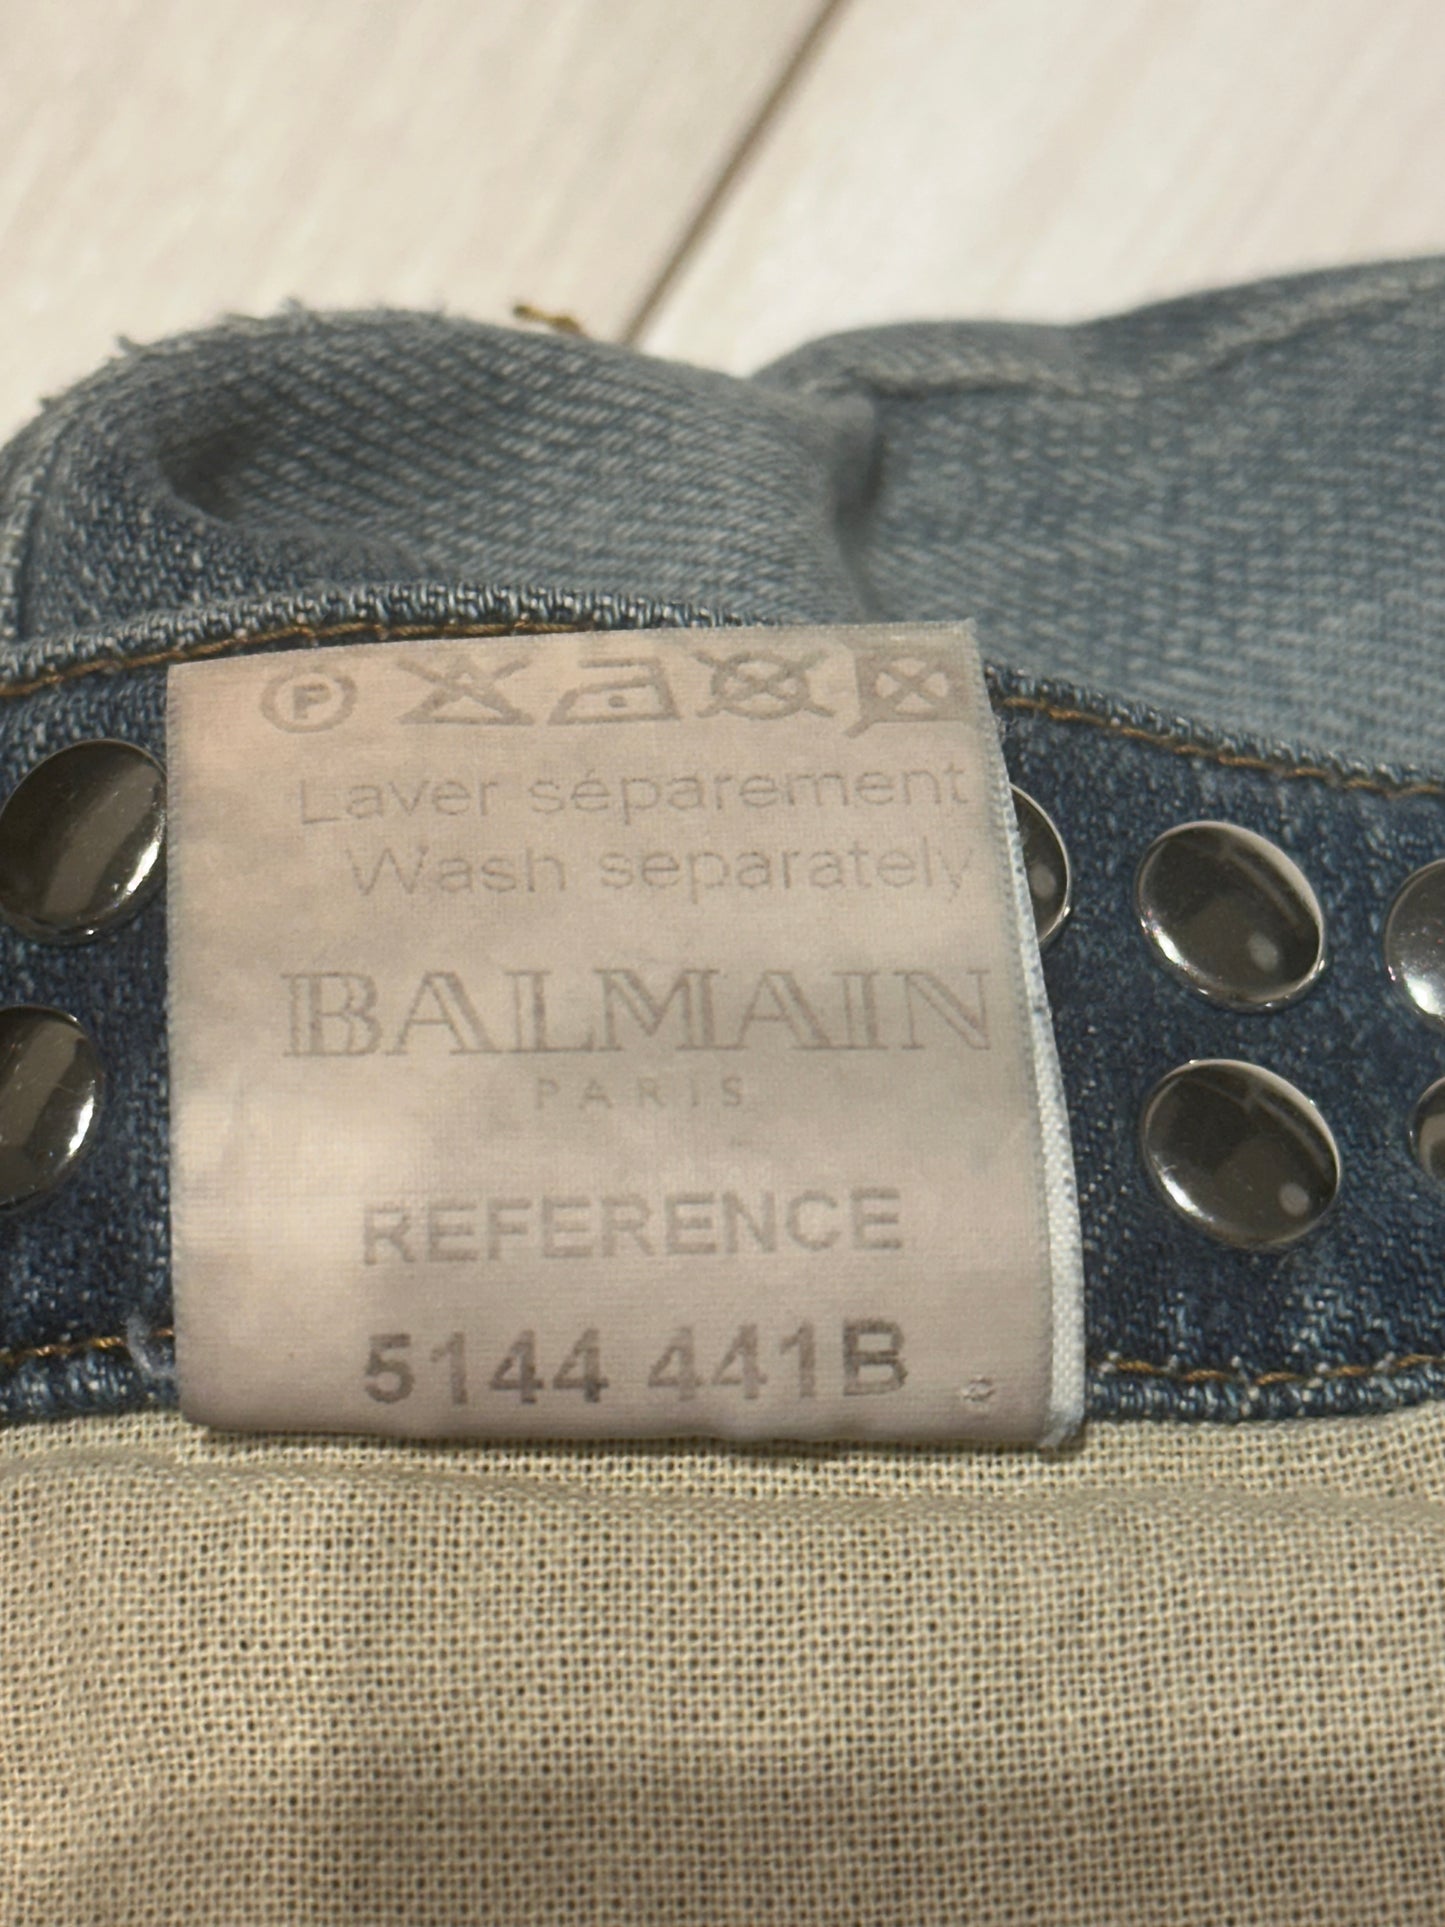 P
Laver séparement
Wash separately
BALMAIN
PARIS
REFERENCE
5144 441B